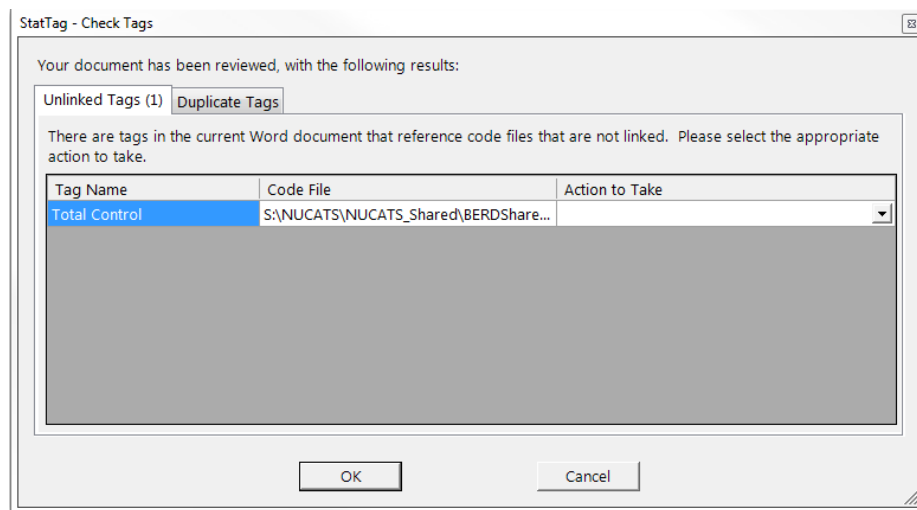 StatTag - Check Tags
Your document has been reviewed, with the following results:
Unlinked Tags (1) Duplicate Tags
There are tags in the current Word document that reference code files that are not linked. Please select the appropriate
action to take.
Tag Name Code File Action to Take
Total Control S:\NUCATS\NUCATS_Shared\BERDShare...
OK Cancel